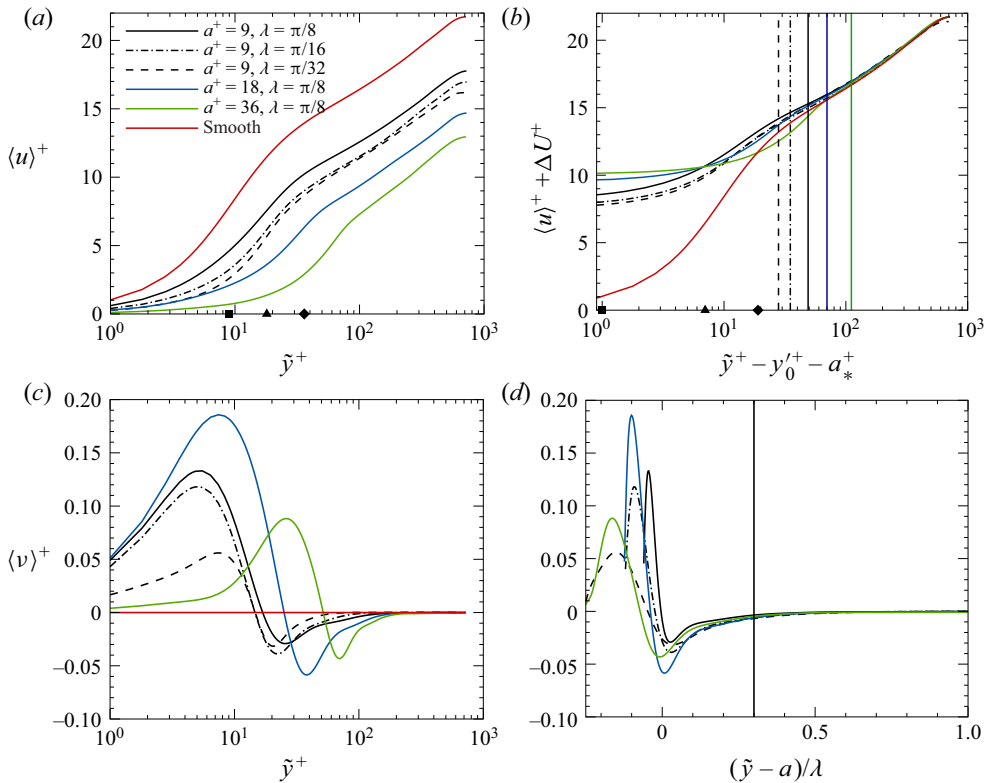 (a)
20
15
10
5
0
⟨u⟩⁺
a⁺ = 9, λ = π/8
a⁺ = 9, λ = π/16
a⁺ = 9, λ = π/32
a⁺ = 18, λ = π/8
a⁺ = 36, λ = π/8
Smooth
10⁰ 10¹ 10² 10³
ỹ⁺
(b)
20
15
10
5
0
⟨u⟩⁺ + ΔU⁺
10⁰ 10¹ 10² 10³
ỹ⁺ – y₀′⁺ – a⁺*
(c)
0.20
0.15
0.10
0.05
0
–0.05
–0.10
⟨v⟩⁺
10⁰ 10¹ 10² 10³
ỹ⁺
(d)
0.20
0.15
0.10
0.05
0
–0.05
–0.10
0 0.5 1.0
(ỹ – a)/λ